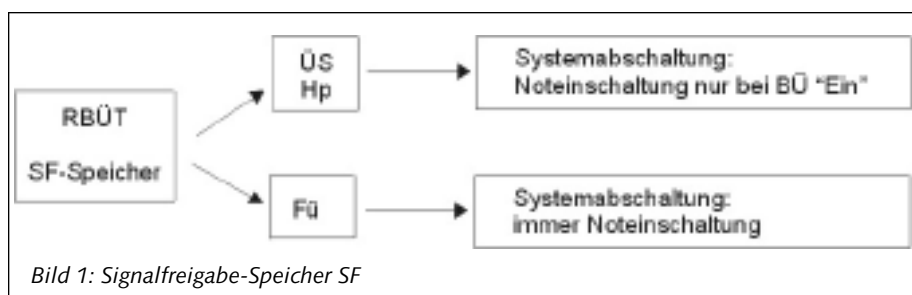 RBÜT
SF-Speicher
ÜS
Hp
Systemabschaltung:
Noteinschaltung nur bei BÜ "Ein"
Fü
Systemabschaltung:
immer Noteinschaltung
Bild 1: Signalfreigabe-Speicher SF